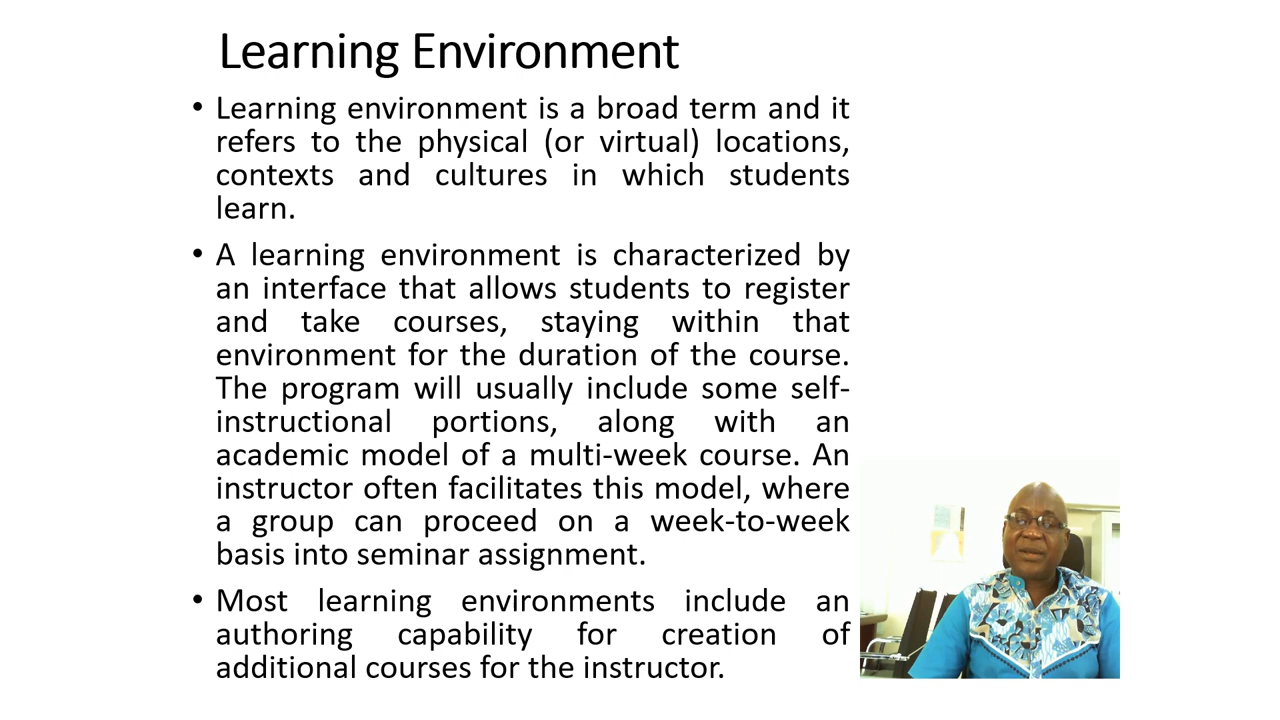 Learning Environment
• Learning environment is a broad term and it
refers to the physical (or virtual) locations,
contexts and cultures in which students
learn.
• A learning environment is characterized by
an interface that allows students to register
and take courses, staying within that
environment for the duration of the course.
The program will usually include some self-
instructional portions, along with an
academic model of a multi-week course. An
instructor often facilitates this model, where
a group can proceed on a week-to-week
basis into seminar assignment.
• Most learning environments include an
authoring capability for creation of
additional courses for the instructor.